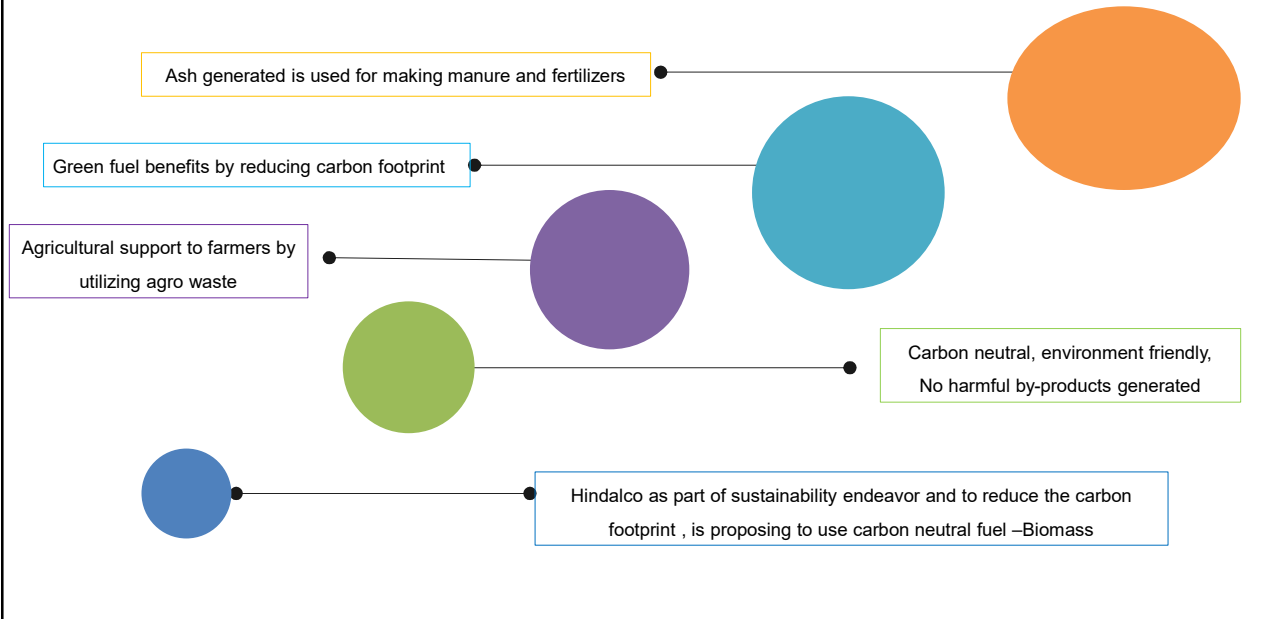 Ash generated is used for making manure and fertilizers
Green fuel benefits by reducing carbon footprint
Agricultural support to farmers by
utilizing agro waste
Carbon neutral, environment friendly,
No harmful by-products generated
Hindalco as part of sustainability endeavor and to reduce the carbon
footprint , is proposing to use carbon neutral fuel –Biomass